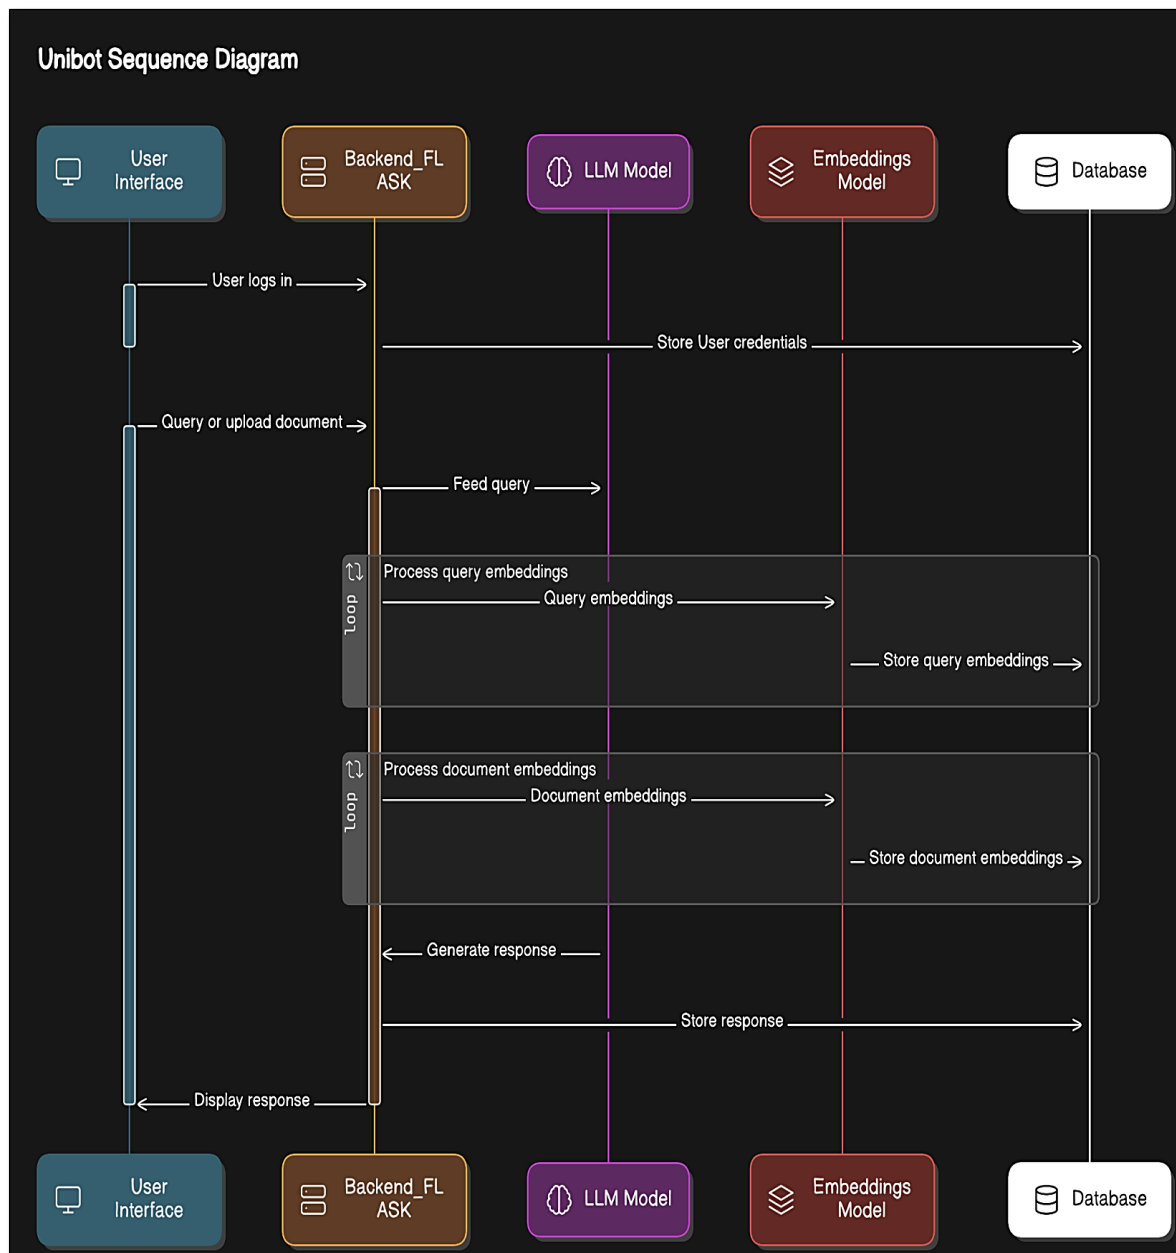 Unibot Sequence Diagram
User
Interface
Backend_FL
ASK
LLM Model
Embeddings
Model
Database
User logs in
Store User credentials
Query or upload document
Feed query
loop
Process query embeddings
Query embeddings
Store query embeddings
loop
Process document embeddings
Document embeddings
Store document embeddings
Generate response
Store response
Display response
User
Interface
Backend_FL
ASK
LLM Model
Embeddings
Model
Database